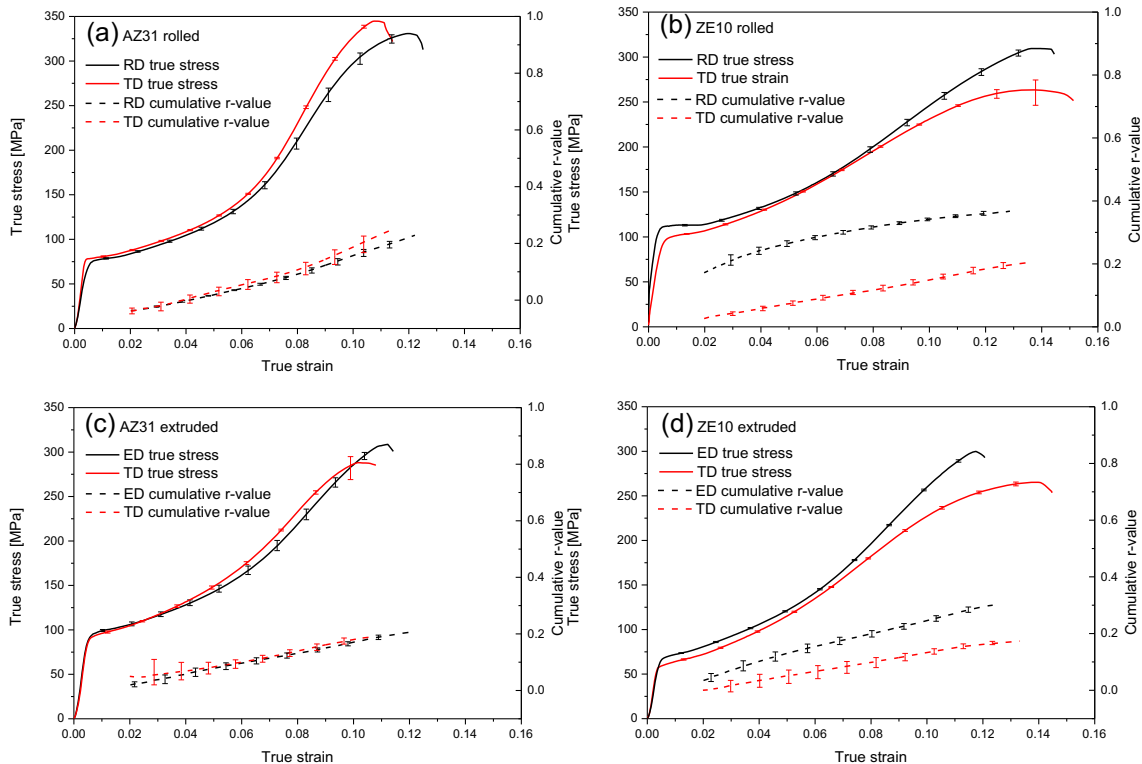 (a) AZ31 rolled
RD true stress
TD true stress
RD cumulative r-value
TD cumulative r-value
350
300
250
200
150
100
50
0
True stress [MPa]
1.0
0.8
0.6
0.4
0.2
0.0
Cumulative r-value
0.00 0.02 0.04 0.06 0.08 0.10 0.12 0.14 0.16
True strain
(b) ZE10 rolled
RD true stress
TD true strain
RD cumulative r-value
TD cumulative r-value
350
300
250
200
150
100
50
0
True stress [MPa]
1.0
0.8
0.6
0.4
0.2
0.0
Cumulative r-value
0.00 0.02 0.04 0.06 0.08 0.10 0.12 0.14 0.16
True strain
(c) AZ31 extruded
ED true stress
TD true stress
ED cumulative r-value
TD cumulative r-value
350
300
250
200
150
100
50
0
True stress [MPa]
1.0
0.8
0.6
0.4
0.2
0.0
Cumulative r-value
0.00 0.02 0.04 0.06 0.08 0.10 0.12 0.14 0.16
True strain
(d) ZE10 extruded
ED true stress
TD true stress
ED cumulative r-value
TD cumulative r-value
350
300
250
200
150
100
50
0
True stress [MPa]
1.0
0.8
0.6
0.4
0.2
0.0
Cumulative r-value
0.00 0.02 0.04 0.06 0.08 0.10 0.12 0.14 0.16
True strain